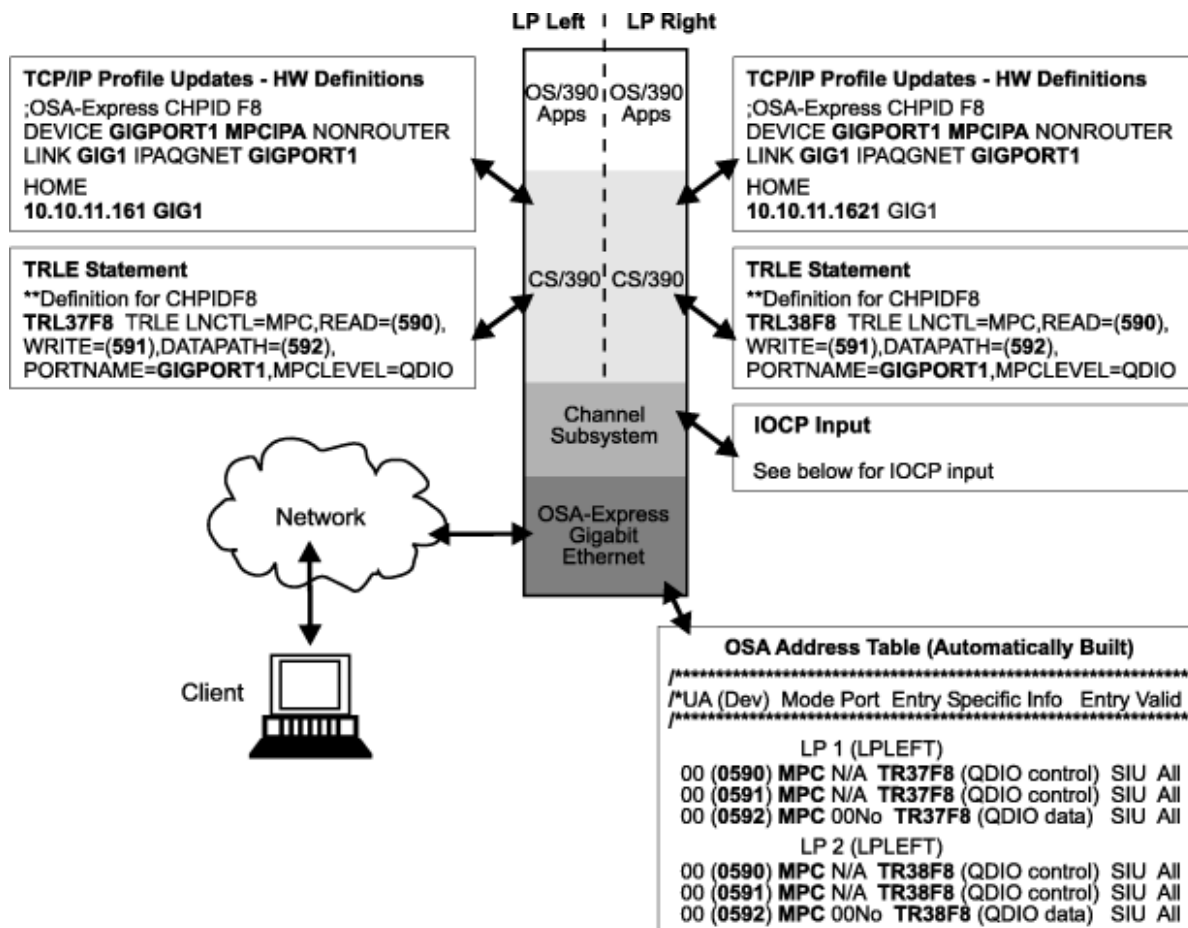 LP Left LP Right
TCP/IP Profile Updates - HW Definitions
;OSA-Express CHPID F8
DEVICE GIGPORT1 MPCIPA NONROUTER
LINK GIG1 IPAQGNET GIGPORT1
HOME
10.10.11.161 GIG1
OS/390 Apps
OS/390 Apps
TCP/IP Profile Updates - HW Definitions
;OSA-Express CHPID F8
DEVICE GIGPORT1 MPCIPA NONROUTER
LINK GIG1 IPAQGNET GIGPORT1
HOME
10.10.11.1621 GIG1
TRLE Statement
**Definition for CHPIDF8
TRL37F8 TRLE LNCTL=MPC,READ=(590),
WRITE=(591),DATAPATH=(592),
PORTNAME=GIGPORT1,MPCLEVEL=QDIO
CS/390 CS/390
TRLE Statement
**Definition for CHPIDF8
TRL38F8 TRLE LNCTL=MPC,READ=(590),
WRITE=(591),DATAPATH=(592),
PORTNAME=GIGPORT1,MPCLEVEL=QDIO
Channel
Subsystem
IOCP Input
See below for IOCP input
Network
OSA-Express
Gigabit
Ethernet
Client
OSA Address Table (Automatically Built)
/************************************************************
/*UA (Dev) Mode Port Entry Specific Info Entry Valid
/************************************************************
LP 1 (LPLEFT)
00 (0590) MPC N/A TR37F8 (QDIO control) SIU All
00 (0591) MPC N/A TR37F8 (QDIO control) SIU All
00 (0592) MPC 00No TR37F8 (QDIO data) SIU All
LP 2 (LPLEFT)
00 (0590) MPC N/A TR38F8 (QDIO control) SIU All
00 (0591) MPC N/A TR38F8 (QDIO control) SIU All
00 (0592) MPC 00No TR38F8 (QDIO data) SIU All